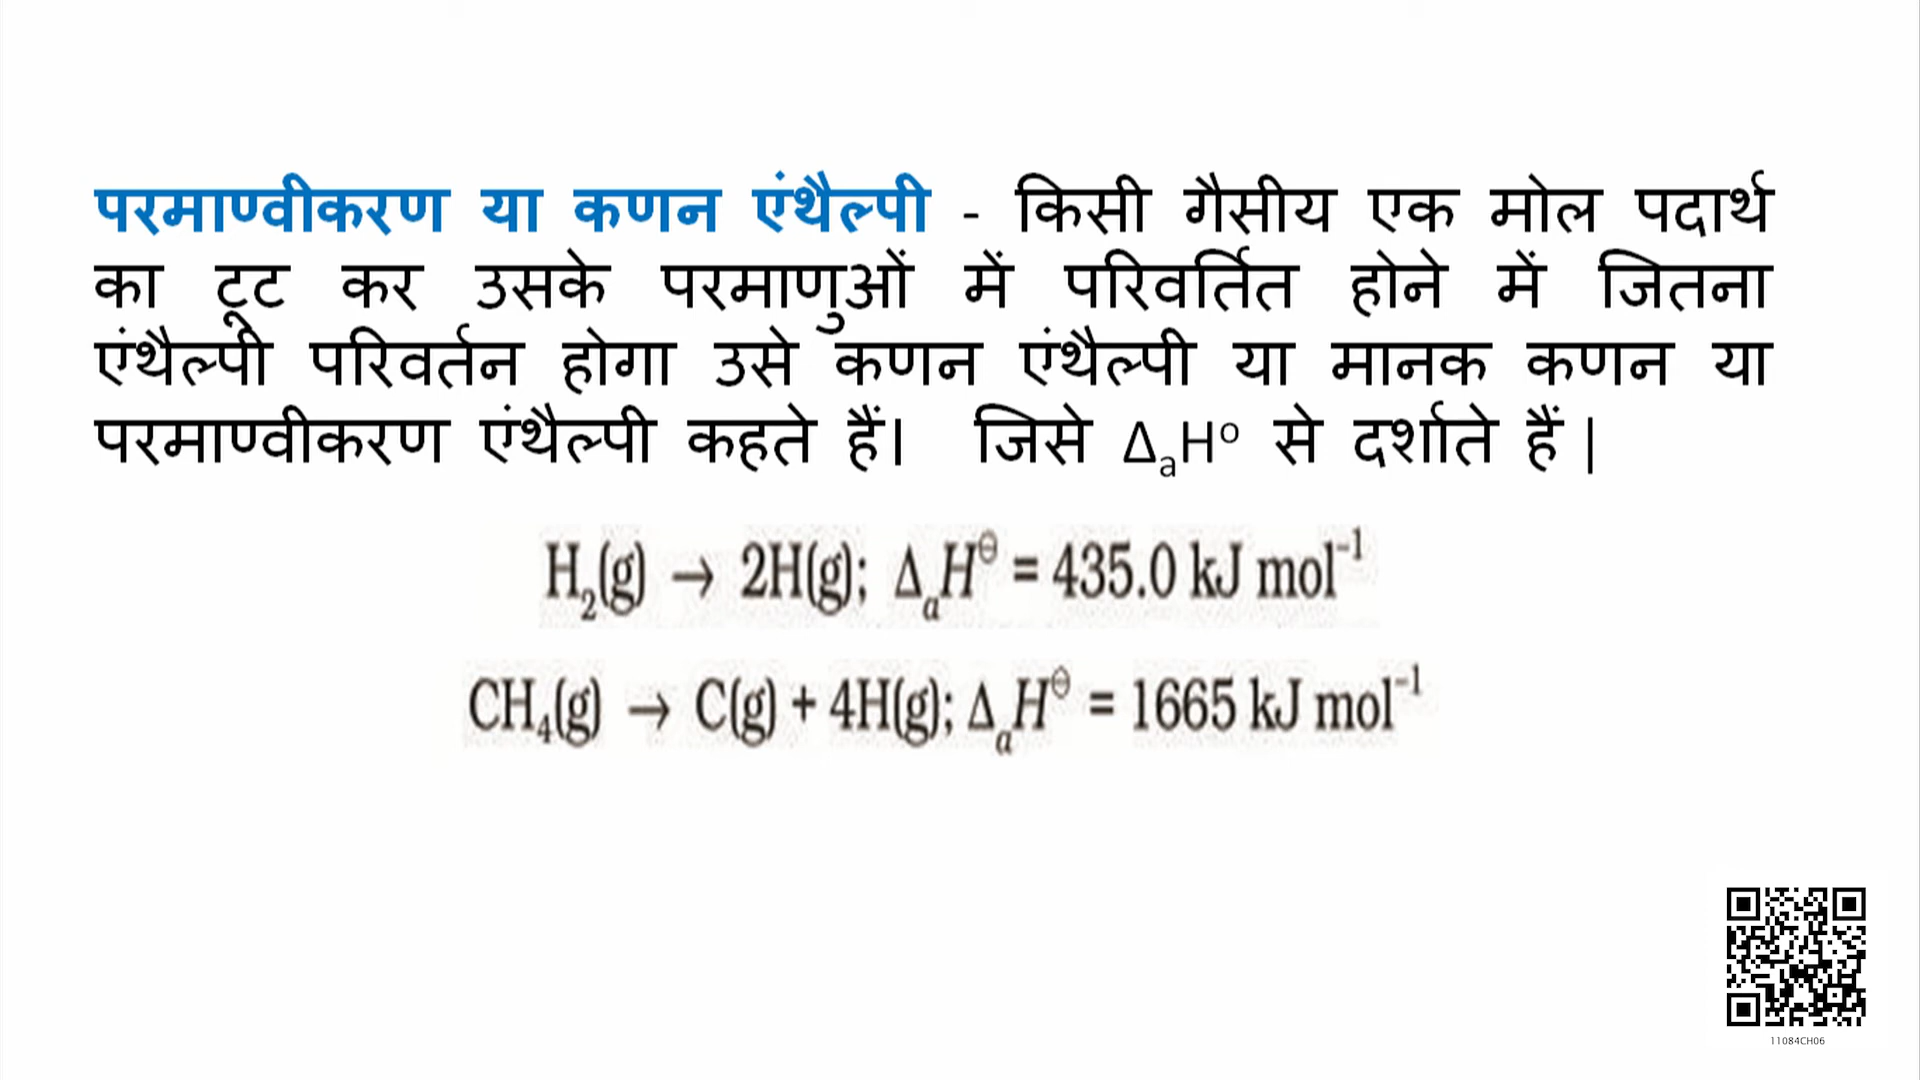 परमाण्वीकरण या कणन एंथैल्पी - किसी गैसीय एक मोल पदार्थ
का टूट कर उसके परमाणुओं में परिवर्तित होने में जितना
एंथैल्पी परिवर्तन होगा उसे कणन एंथैल्पी या मानक कणन या
परमाण्वीकरण एंथैल्पी कहते हैं। जिसे ΔₐHᵒ से दर्शाते हैं |
H₂(g) → 2H(g); ΔₐH⊖ = 435.0 kJ mol⁻¹
CH₄(g) → C(g) + 4H(g); ΔₐH⊖ = 1665 kJ mol⁻¹
11084CH06